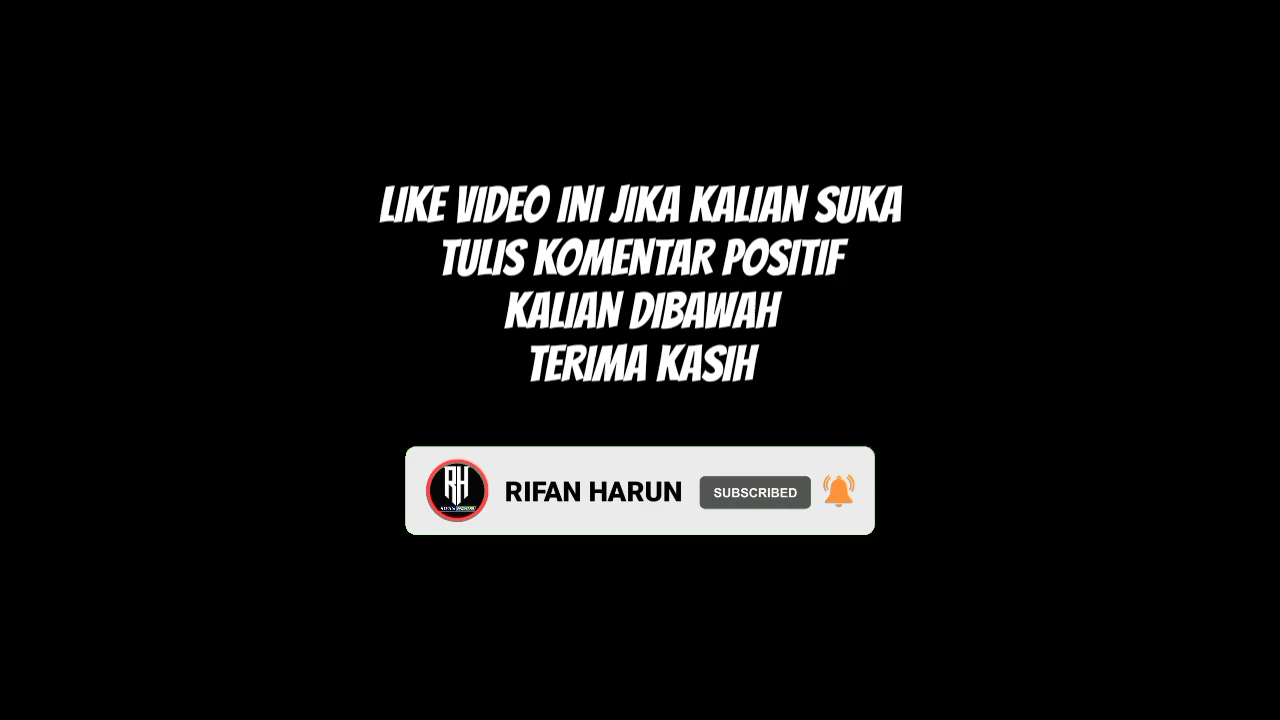 LIKE VIDEO INI JIKA KALIAN SUKA
TULIS KOMENTAR POSITIF
KALIAN DIBAWAH
TERIMA KASIH
RH
RIFAN HARUN
SUBSCRIBED